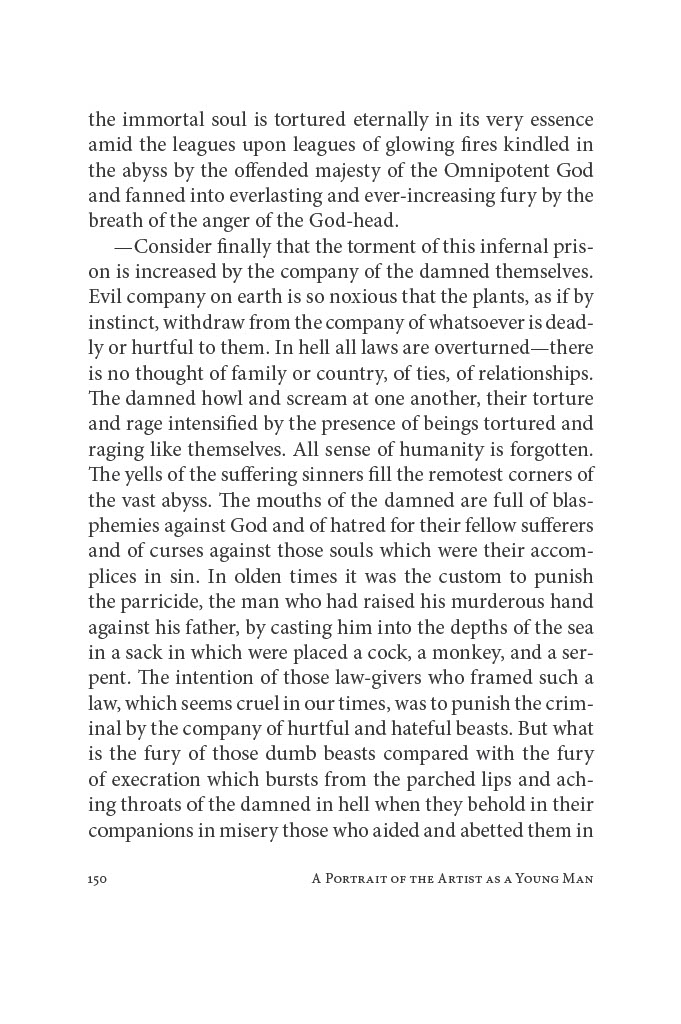 the immortal soul is tortured eternally in its very essence
amid the leagues upon leagues of glowing fires kindled in
the abyss by the offended majesty of the Omnipotent God
and fanned into everlasting and ever-increasing fury by the
breath of the anger of the God-head.
—Consider finally that the torment of this infernal pris-
on is increased by the company of the damned themselves.
Evil company on earth is so noxious that the plants, as if by
instinct, withdraw from the company of whatsoever is dead-
ly or hurtful to them. In hell all laws are overturned—there
is no thought of family or country, of ties, of relationships.
The damned howl and scream at one another, their torture
and rage intensified by the presence of beings tortured and
raging like themselves. All sense of humanity is forgotten.
The yells of the suffering sinners fill the remotest corners of
the vast abyss. The mouths of the damned are full of blas-
phemies against God and of hatred for their fellow sufferers
and of curses against those souls which were their accom-
plices in sin. In olden times it was the custom to punish
the parricide, the man who had raised his murderous hand
against his father, by casting him into the depths of the sea
in a sack in which were placed a cock, a monkey, and a ser-
pent. The intention of those law-givers who framed such a
law, which seems cruel in our times, was to punish the crim-
inal by the company of hurtful and hateful beasts. But what
is the fury of those dumb beasts compared with the fury
of execration which bursts from the parched lips and ach-
ing throats of the damned in hell when they behold in their
companions in misery those who aided and abetted them in
150 A Portrait of the Artist as a Young Man